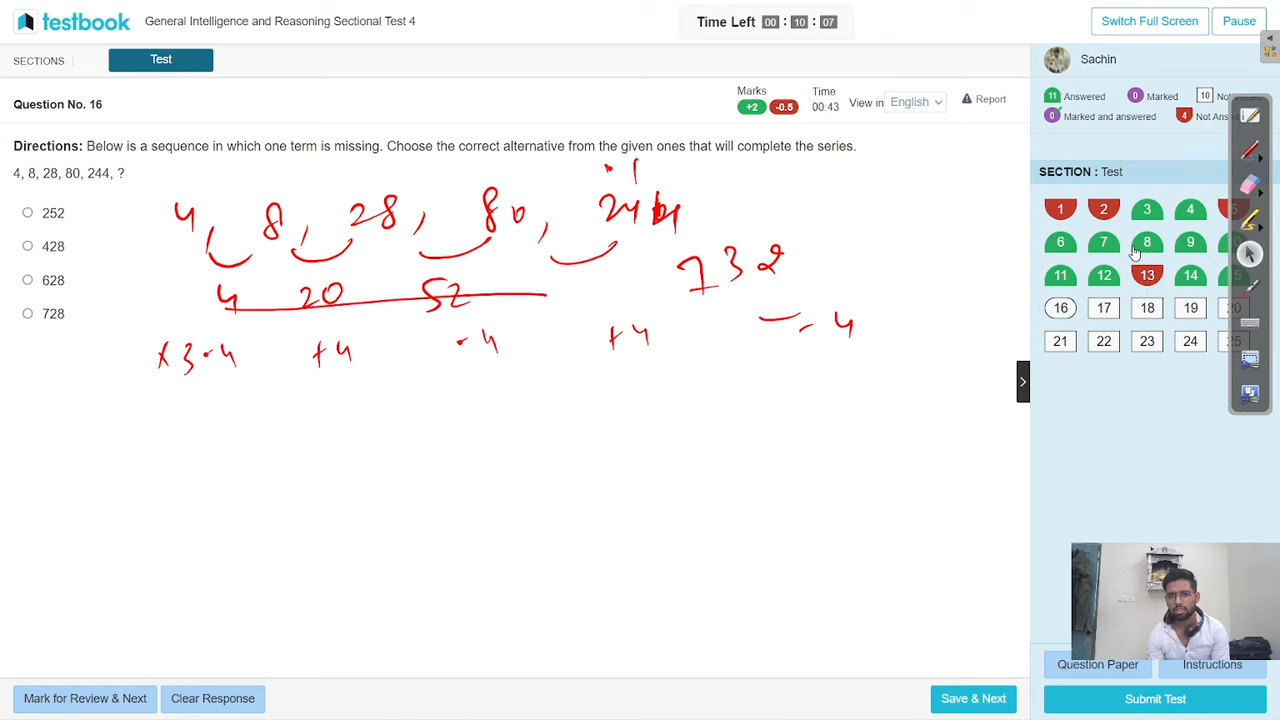 testbook
General Intelligence and Reasoning Sectional Test 4
Time Left 00 : 10 : 07
Switch Full Screen
Pause
SECTIONS
Test
Sachin
Question No. 16
Marks
+2 -0.5
Time
00.43
View in English
Report
11 Answered
0 Marked
10
0 Marked and answered
4
Directions: Below is a sequence in which one term is missing. Choose the correct alternative from the given ones that will complete the series.
4, 8, 28, 80, 244, ?
252
428
628
728
4, 8, 28, 80, 244
4 20 52
732
- 4
×3-4 +4 -4 +4
SECTION : Test
1 2 3 4 5
6 7 8 9
11 12 13 14
16 17 18 19 20
21 22 23 24 25
Mark for Review & Next
Clear Response
Save & Next
Question Paper
Instructions
Submit Test